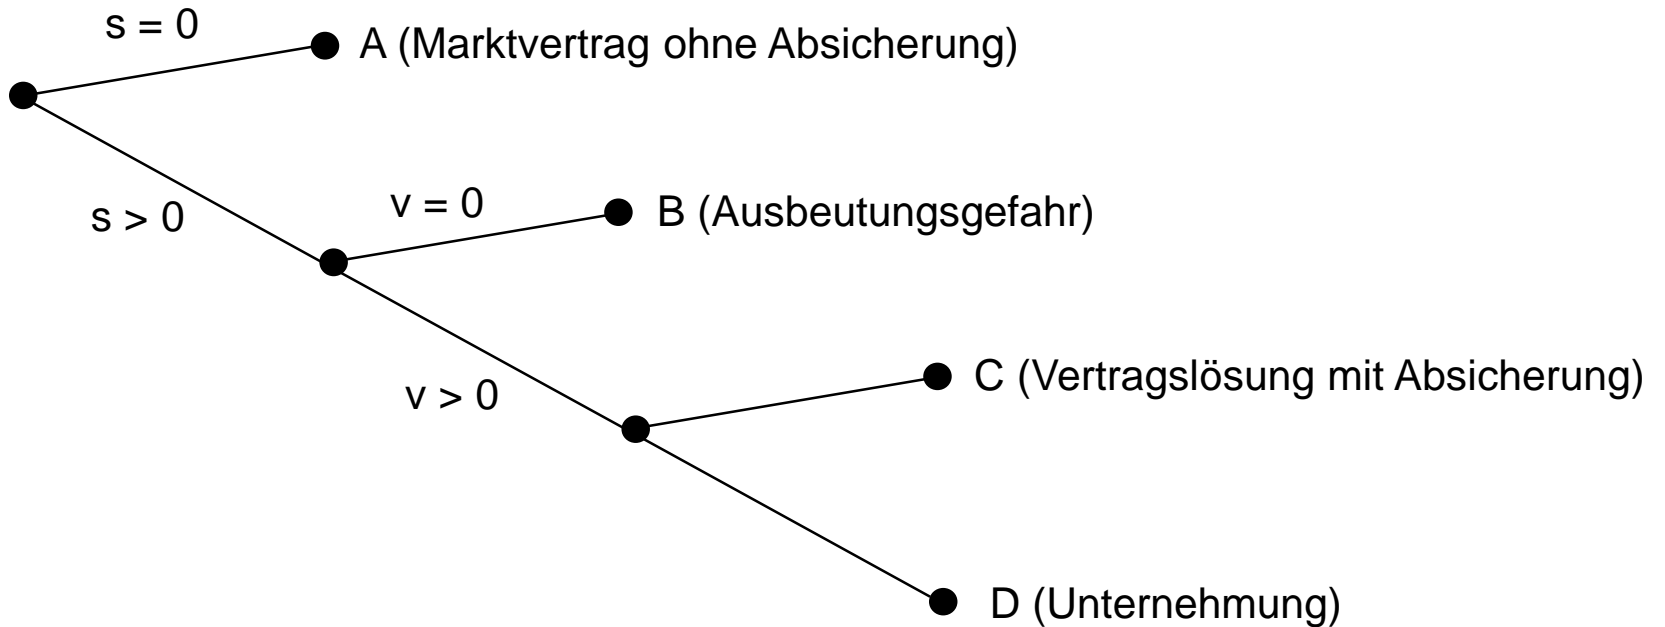 s = 0
A (Marktvertrag ohne Absicherung)
s > 0
v = 0
B (Ausbeutungsgefahr)
v > 0
C (Vertragslösung mit Absicherung)
D (Unternehmung)